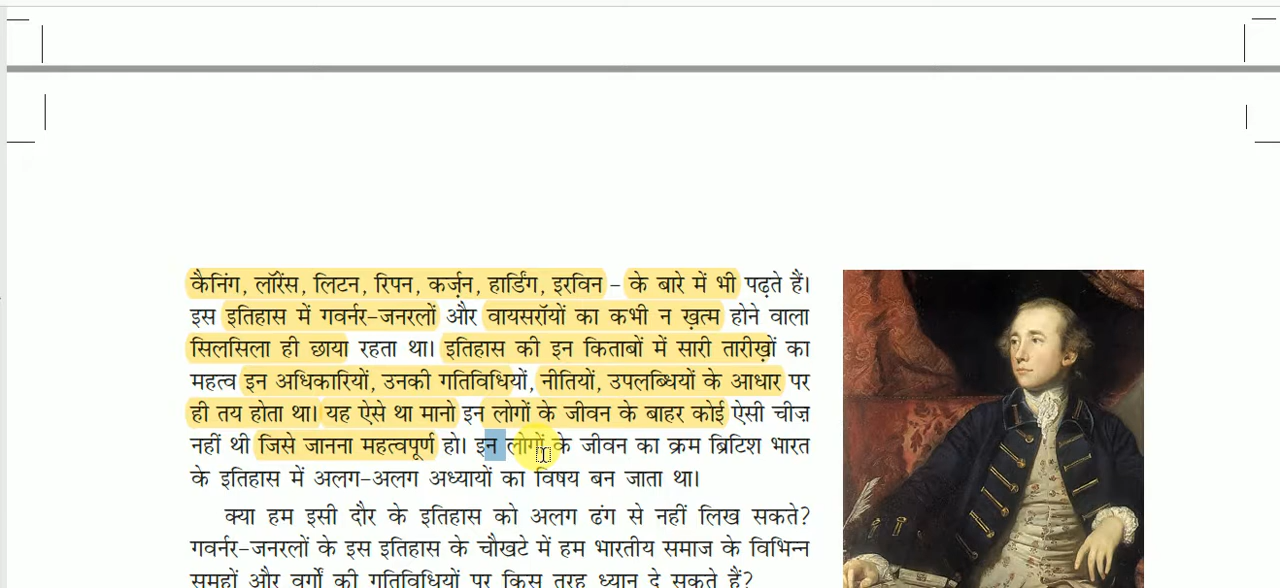 कैनिंग, लॉरेंस, लिटन, रिपन, कर्ज़न, हार्डिंग, इरविन – के बारे में भी पढ़ते हैं।
इस इतिहास में गवर्नर–जनरलों और वायसरॉयों का कभी न ख़त्म होने वाला
सिलसिला ही छाया रहता था। इतिहास की इन किताबों में सारी तारीख़ों का
महत्व इन अधिकारियों, उनकी गतिविधियों, नीतियों, उपलब्धियों के आधार पर
ही तय होता था। यह ऐसे था मानो इन लोगों के जीवन के बाहर कोई ऐसी चीज़
नहीं थी जिसे जानना महत्वपूर्ण हो। इन लोगों के जीवन का क्रम ब्रिटिश भारत
के इतिहास में अलग–अलग अध्यायों का विषय बन जाता था।
क्या हम इसी दौर के इतिहास को अलग ढंग से नहीं लिख सकते?
गवर्नर–जनरलों के इस इतिहास के चौखटे में हम भारतीय समाज के विभिन्न
समूहों और वर्गों की गतिविधियों पर किस तरह ध्यान दे सकते हैं?